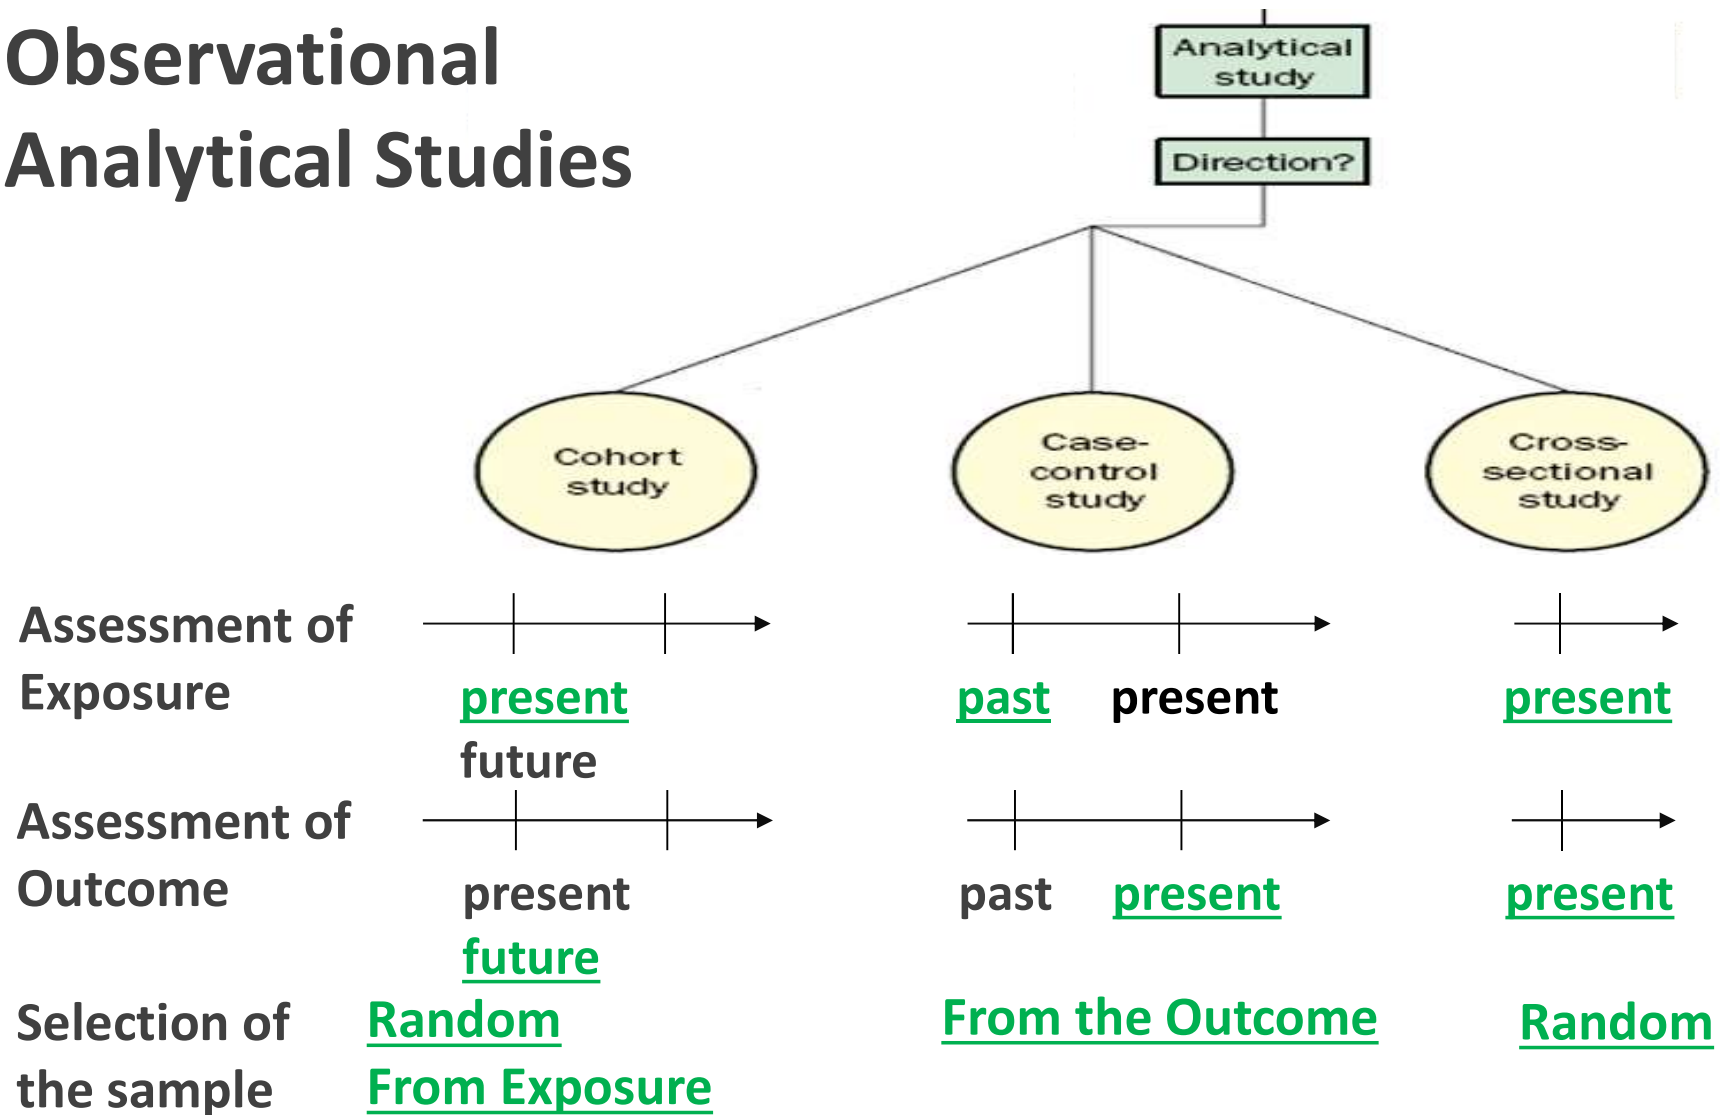 Observational
Analytical Studies
Analytical
study
Direction?
Cohort
study
Case-
control
study
Cross-
sectional
study
Assessment of
Exposure
present
future
past present
present
Assessment of
Outcome
present
future
past present
present
Selection of
the sample
Random
From Exposure
From the Outcome
Random